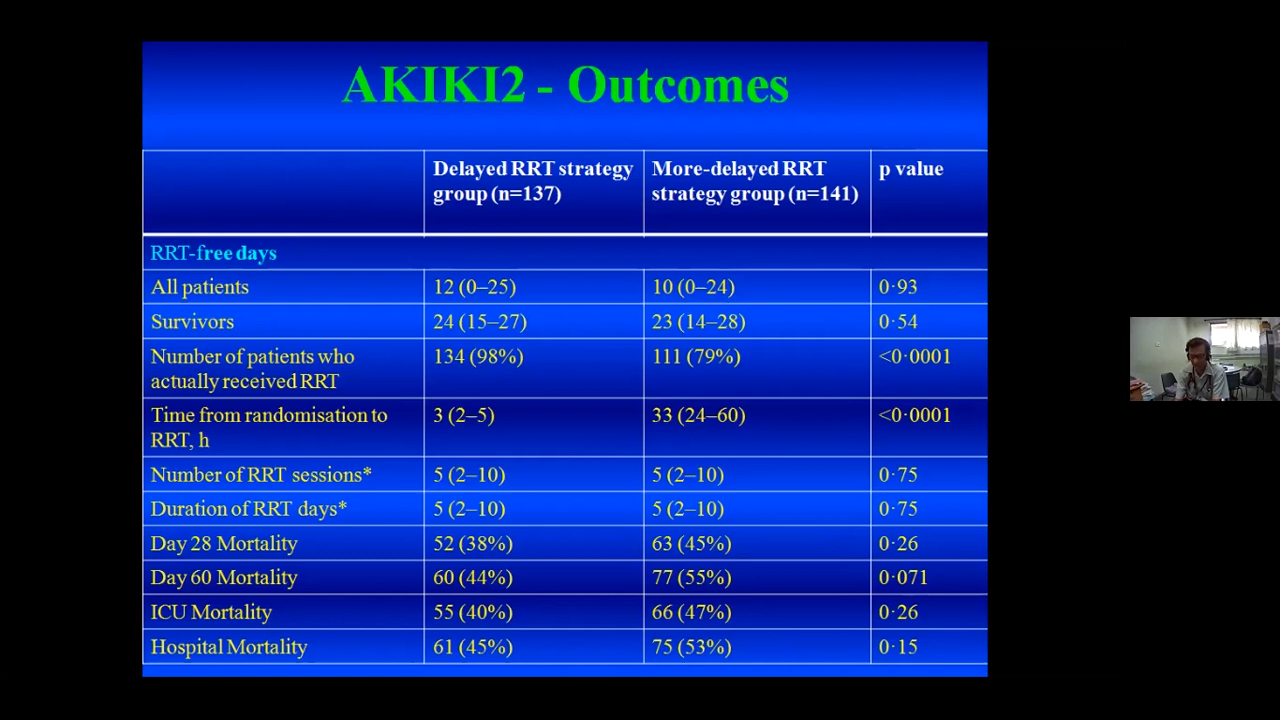 AKIKI2 - Outcomes
Delayed RRT strategy group (n=137) More-delayed RRT strategy group (n=141) p value
RRT-free days
All patients 12 (0–25) 10 (0–24) 0·93
Survivors 24 (15–27) 23 (14–28) 0·54
Number of patients who actually received RRT 134 (98%) 111 (79%) <0·0001
Time from randomisation to RRT, h 3 (2–5) 33 (24–60) <0·0001
Number of RRT sessions* 5 (2–10) 5 (2–10) 0·75
Duration of RRT days* 5 (2–10) 5 (2–10) 0·75
Day 28 Mortality 52 (38%) 63 (45%) 0·26
Day 60 Mortality 60 (44%) 77 (55%) 0·071
ICU Mortality 55 (40%) 66 (47%) 0·26
Hospital Mortality 61 (45%) 75 (53%) 0·15